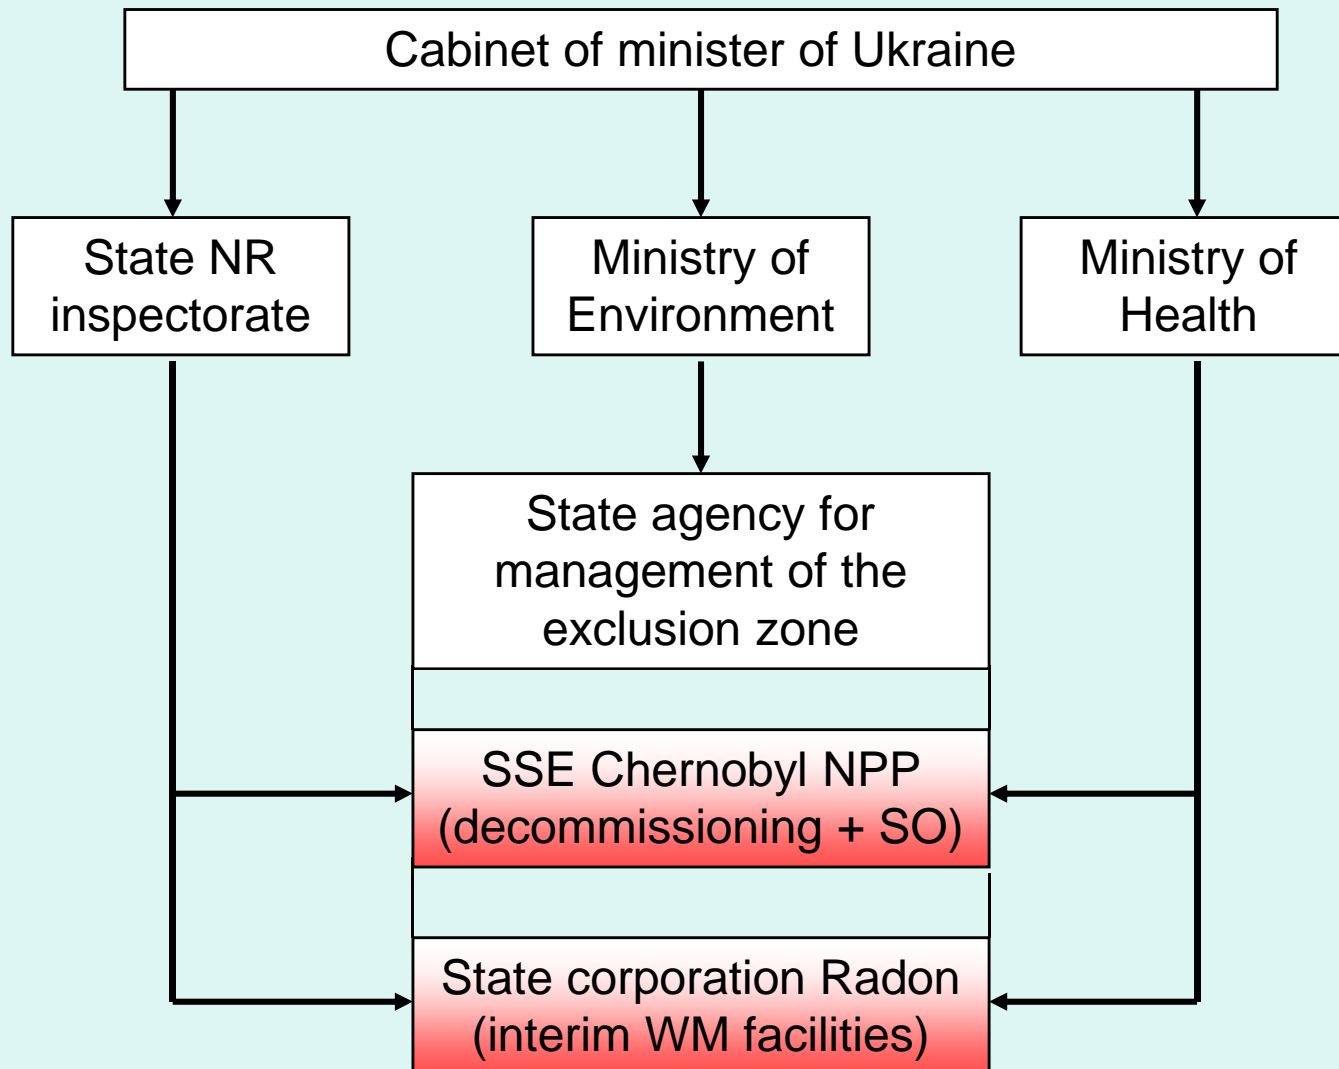 Cabinet of minister of Ukraine
State NR
inspectorate
Ministry of
Environment
Ministry of
Health
State agency for
management of the
exclusion zone
SSE Chernobyl NPP
(decommissioning + SO)
State corporation Radon
(interim WM facilities)